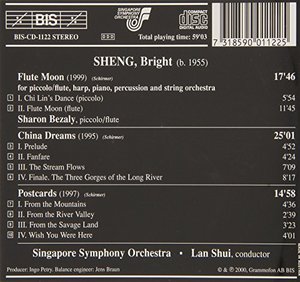 BIS
BIS-CD-1122 STEREO
SINGAPORE
SYMPHONY
ORCHESTRA
COMPACT
disc
DIGITAL AUDIO
Total playing time: 59'03
7 318590 011225
SHENG, Bright (b. 1955)
Flute Moon (1999) (Schirmer) 17'46
for piccolo/flute, harp, piano, percussion and string orchestra
I. Chi Lin's Dance (piccolo) 5'55
II. Flute Moon (flute) 11'45
Sharon Bezaly, piccolo/flute
China Dreams (1995) (Schirmer) 25'01
I. Prelude 4'52
II. Fanfare 4'24
III. The Stream Flows 7'09
IV. Finale. The Three Gorges of the Long River 8'17
Postcards (1997) (Schirmer) 14'58
I. From the Mountains 4'36
II. From the River Valley 2'39
III. From the Savage Land 2'23
IV. Wish You Were Here 5'01
Singapore Symphony Orchestra • Lan Shui, conductor
Producer: Ingo Petry. Balance engineer: Jens Braun
© & ℗ 2000, Grammofon AB BIS